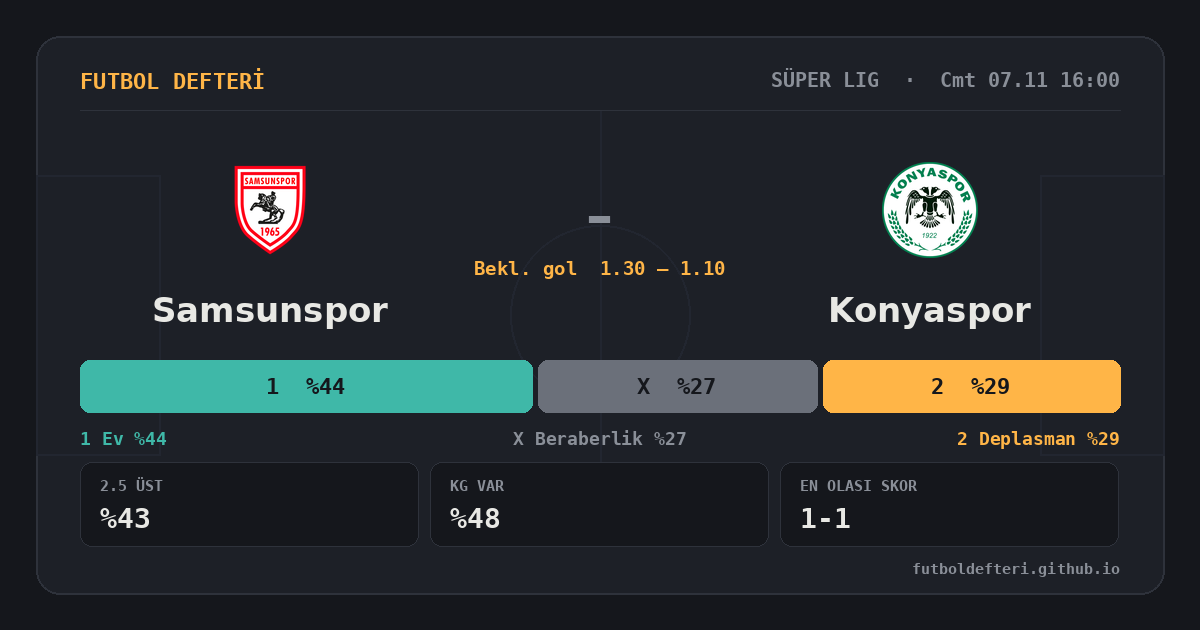 FUTBOL DEFTERİ
SÜPER LIG · Cmt 07.11 16:00
SAMSUNSPOR
1965
KONYASPOR
1922
–
Bekl. gol 1.30 – 1.10
Samsunspor
Konyaspor
1 %44
X %27
2 %29
1 Ev %44
X Beraberlik %27
2 Deplasman %29
2.5 ÜST
%43
KG VAR
%48
EN OLASI SKOR
1-1
futboldefteri.github.io